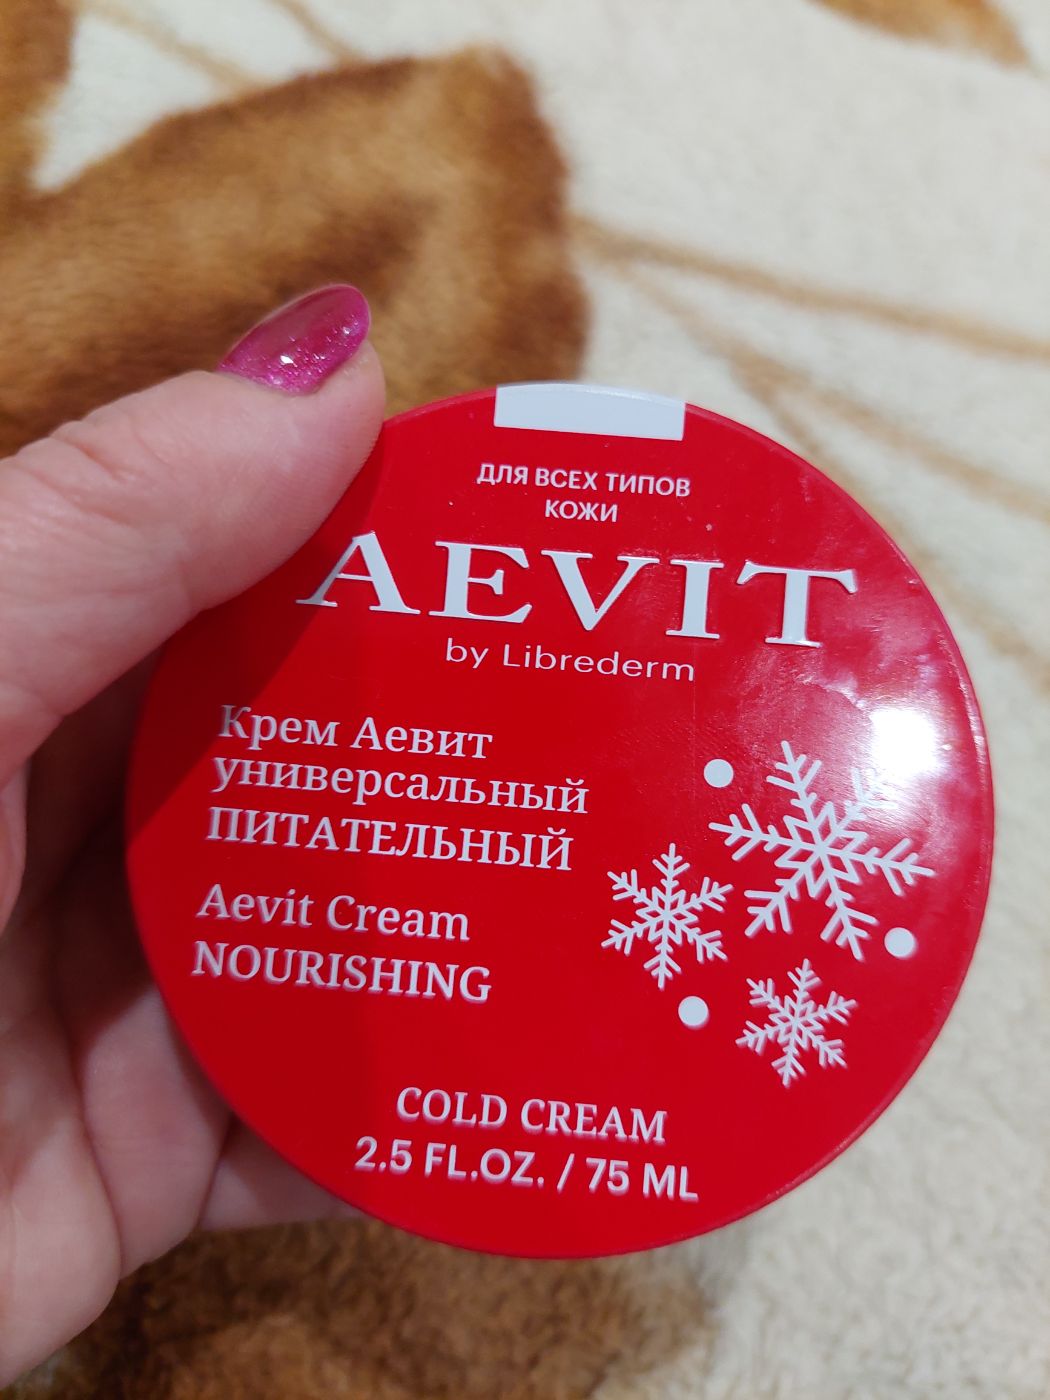 ДЛЯ ВСЕХ ТИПОВ
КОЖИ
AEVIT
by Librederm
Крем Аевит
универсальный
ПИТАТЕЛЬНЫЙ
Aevit Cream
NOURISHING
COLD CREAM
2.5 FL.OZ. / 75 ML